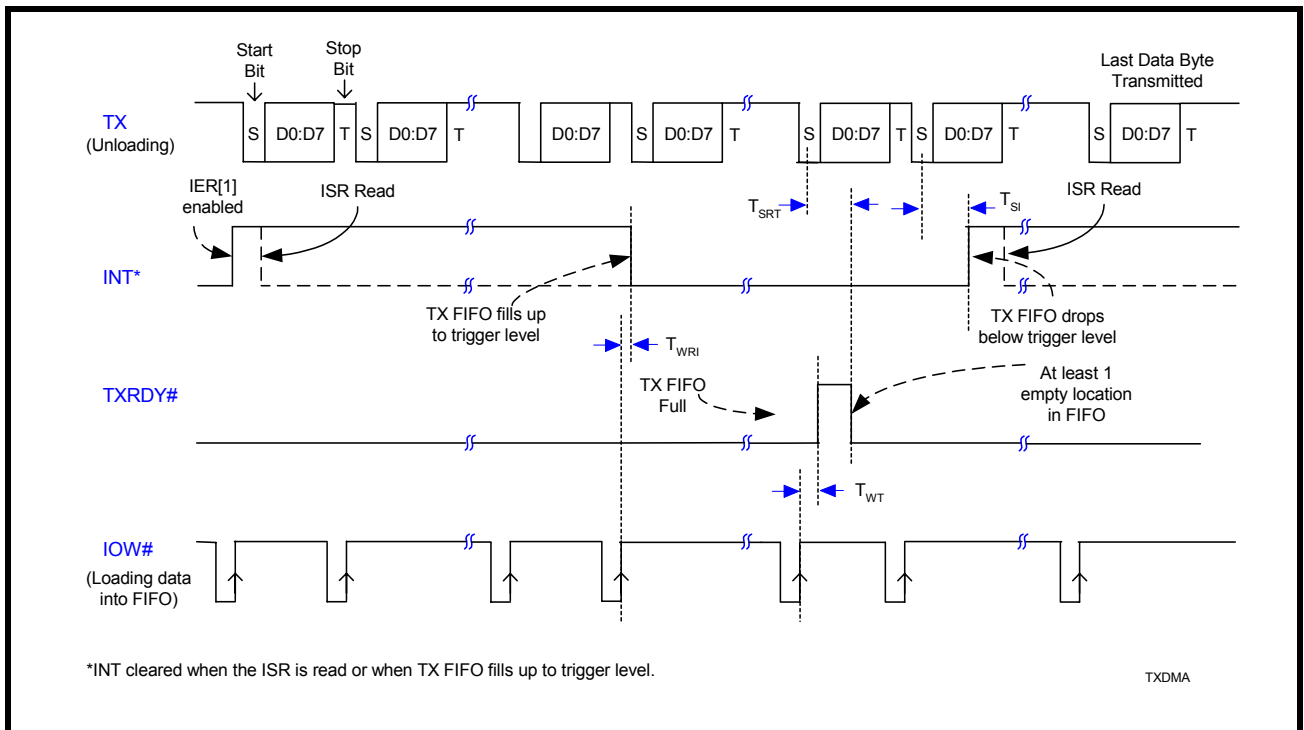 Start
Bit
Stop
Bit
Last Data Byte
Transmitted
TX
(Unloading)
S D0:D7 T S D0:D7 T D0:D7 S D0:D7 T S D0:D7 T S D0:D7 T S D0:D7 T
IER[1]
enabled
ISR Read
TSRT
TSI
ISR Read
INT*
TX FIFO fills up
to trigger level
TX FIFO drops
below trigger level
TWRI
TXRDY#
TX FIFO
Full
At least 1
empty location
in FIFO
TWT
IOW#
(Loading data
into FIFO)
*INT cleared when the ISR is read or when TX FIFO fills up to trigger level.
TXDMA